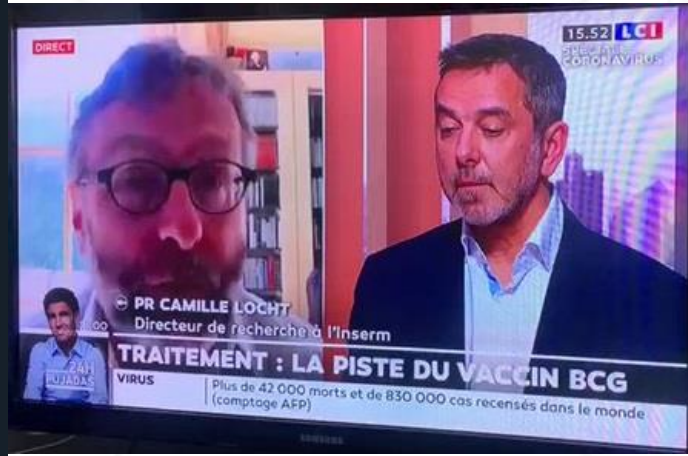 DIRECT
15.52 LCI
SPECIALE
CORONAVIRUS
PR CAMILLE LOCHT
Directeur de recherche à l'Inserm
TRAITEMENT : LA PISTE DU VACCIN BCG
24H
PUJADAS
VIRUS
Plus de 42 000 morts et de 830 000 cas recensés dans le monde
(comptage AFP)
SAMSUNG